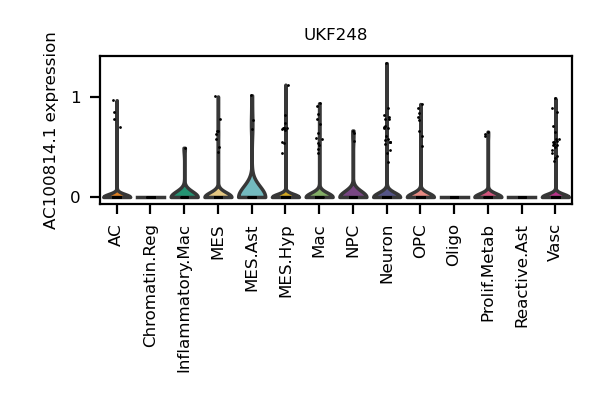 UKF248
AC100814.1 expression
1
0
AC
Chromatin.Reg
Inflammatory.Mac
MES
MES.Ast
MES.Hyp
Mac
NPC
Neuron
OPC
Oligo
Prolif.Metab
Reactive.Ast
Vasc